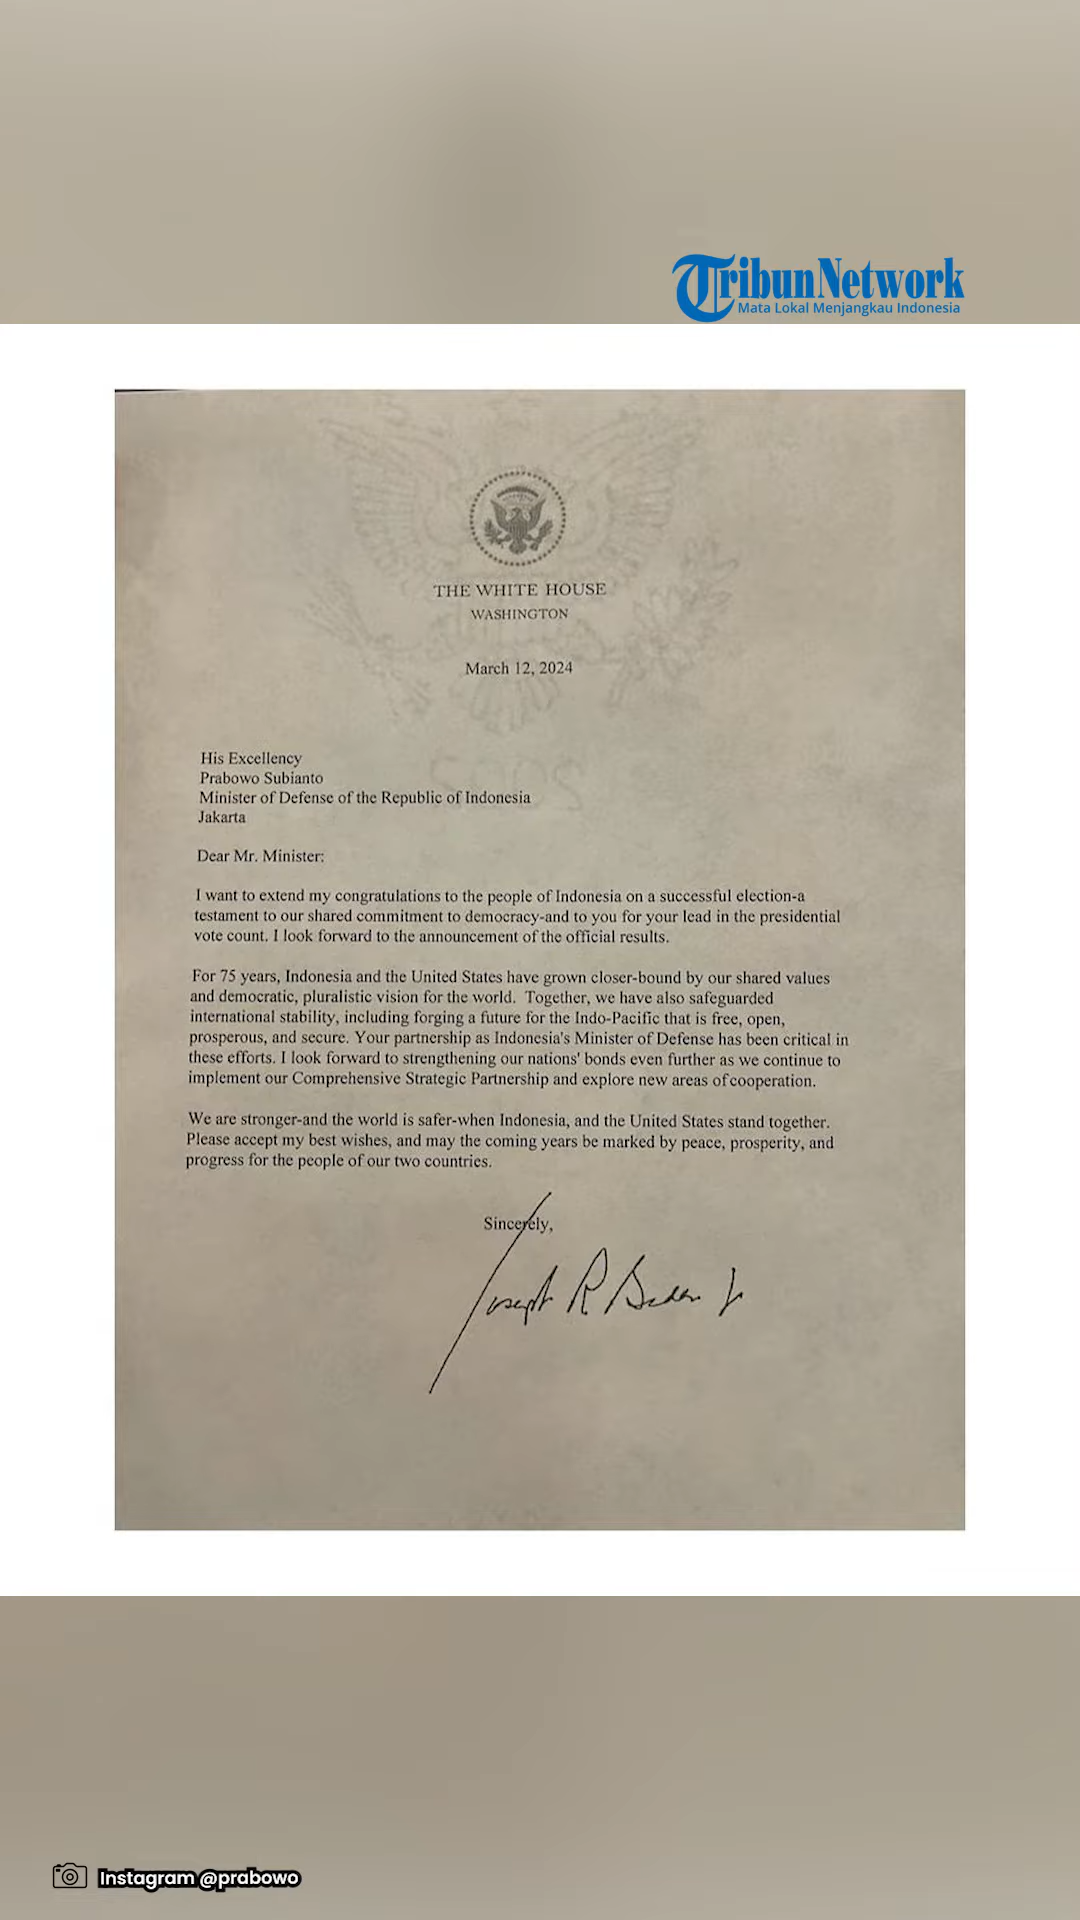 TribunNetwork
Mata Lokal Menjangkau Indonesia
THE WHITE HOUSE
WASHINGTON
March 12, 2024
His Excellency
Prabowo Subianto
Minister of Defense of the Republic of Indonesia
Jakarta
Dear Mr. Minister:
I want to extend my congratulations to the people of Indonesia on a successful election-a
testament to our shared commitment to democracy-and to you for your lead in the presidential
vote count. I look forward to the announcement of the official results.
For 75 years, Indonesia and the United States have grown closer-bound by our shared values
and democratic, pluralistic vision for the world. Together, we have also safeguarded
international stability, including forging a future for the Indo-Pacific that is free, open,
prosperous, and secure. Your partnership as Indonesia's Minister of Defense has been critical in
these efforts. I look forward to strengthening our nations' bonds even further as we continue to
implement our Comprehensive Strategic Partnership and explore new areas of cooperation.
We are stronger-and the world is safer-when Indonesia, and the United States stand together.
Please accept my best wishes, and may the coming years be marked by peace, prosperity, and
progress for the people of our two countries.
Sincerely,
Joseph R Biden Jr
Instagram @prabowo